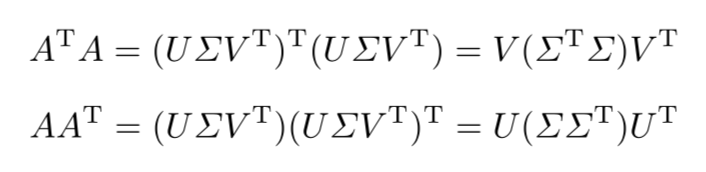 AᵀA = (UΣVᵀ)ᵀ(UΣVᵀ) = V(ΣᵀΣ)Vᵀ
AAᵀ = (UΣVᵀ)(UΣVᵀ)ᵀ = U(ΣΣᵀ)Uᵀ